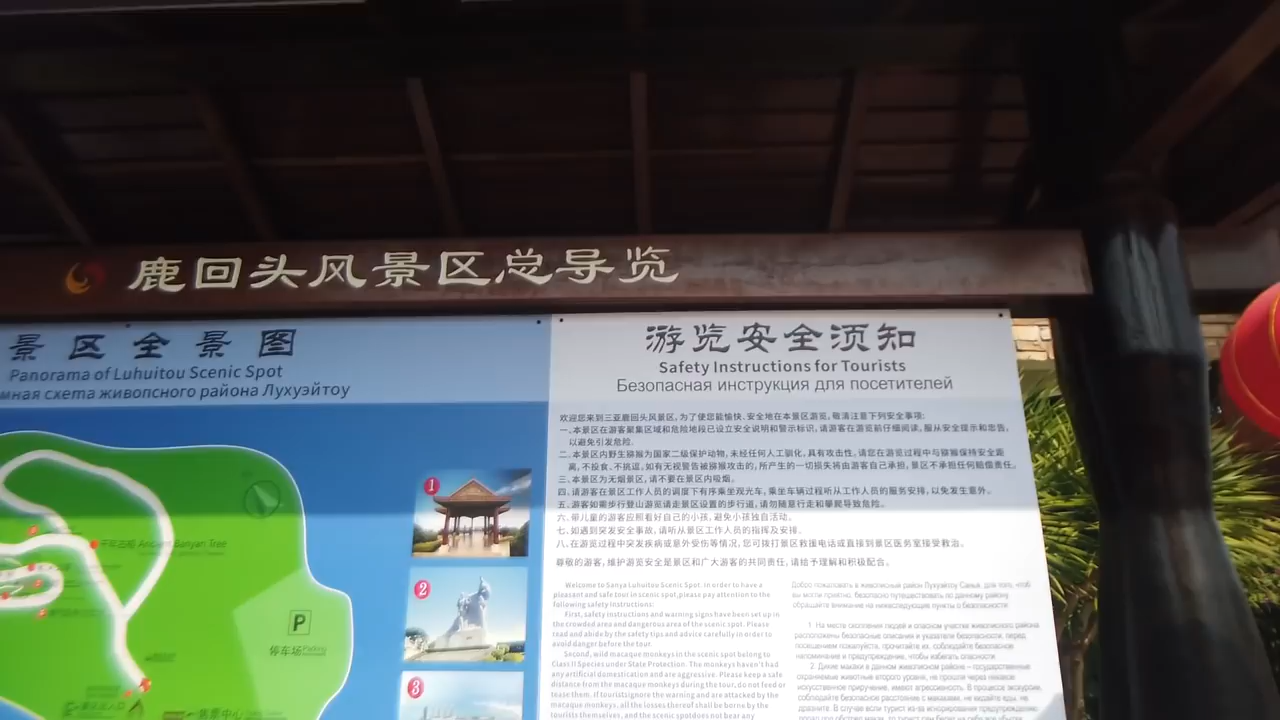 鹿回头风景区总导览
景区全景图
Panorama of Luhuitou Scenic Spot
схема живопсного района Лухуэйтоу
1
2
3
千年古榕 Ancient Banyan Tree
P
停车场 Parking
售票中心
游览安全须知
Safety Instructions for Tourists
Безопасная инструкция для посетителей
欢迎您来到三亚鹿回头风景区,为了使您能愉快、安全地在本景区游览,敬请注意下列安全事项:
一、本景区在游客聚集区域和危险地段已设立安全说明和警示标识,请游客在游览前仔细阅读,服从安全提示和忠告,
以避免引发危险.
二、本景区内野生猕猴为国家二级保护动物,未经任何人工驯化,具有攻击性,请您在游览过程中与猕猴保持安全距
离,不投食、不挑逗,如有无视警告被猕猴攻击的,所产生的一切损失将由游客自己承担,景区不承担任何赔偿责任。
三、本景区为无烟景区,请不要在景区内吸烟。
四、请游客在景区工作人员的调度下有序乘坐观光车,乘坐车辆过程听从工作人员的服务安排,以免发生意外。
五、游客如需步行登山游览请走景区设置的步行道,请勿随意行走和攀爬导致危险。
六、带儿童的游客应照看好自己的小孩,避免小孩独自活动。
七、如遇到突发安全事故,请听从景区工作人员的指挥及安排。
八、在游览过程中突发疾病或意外受伤等情况,您可拨打景区救援电话或直接到景区医务室接受救治。
尊敬的游客,维护游览安全是景区和广大游客的共同责任,请给予理解和积极配合。
Welcome to Sanya Luhuitou Scenic Spot. In order to have a
pleasant and safe tour in scenic spot,please pay attention to the
following safety instructions:
First, safety instructions and warning signs have been set up in
the crowded area and dangerous area of the scenic spot. Please
read and abide by the safety tips and advice carefully in order to
avoid danger before the tour.
Second, wild macaque monkeys in the scenic spot belong to
Class II Species under State Protection. The monkeys haven't had
any artificial domestication and are aggressive. Please keep a safe
distance from the macaque monkeys during the tour,do not feed or
tease them, if touristsignore the warning and are attacked by the
macaque monkeys, all the losses thereof shall be borne by the
tourists themselves, and the scenic spotdoes not bear any
Добро пожаловать в живописный район Лухуэйтоу Санья, для того, чтоб
вы могли приятно, безопасно путешествовать по данному району
обращайте внимание на нижеследующие пункты о безопасности:
1. На месте скопления людей и опасном участке живописного района
расположены безопасные описания и указатели безопасности, перед
посещением пожалуйста, прочитайте их, соблюдайте безопасное
напоминание и предупреждение, чтобы избегать опасности.
2. Дикие макаки в данном живописном районе – государственные
охраняемые животные второго уровня, не прошли через никакое
искусственное приручение, имеют агрессивность. В процессе экскурсии,
соблюдайте безопасное расстояние с макаками, не кидайте еды, не
дразните. В случае если турист из-за игнорирования предупреждению